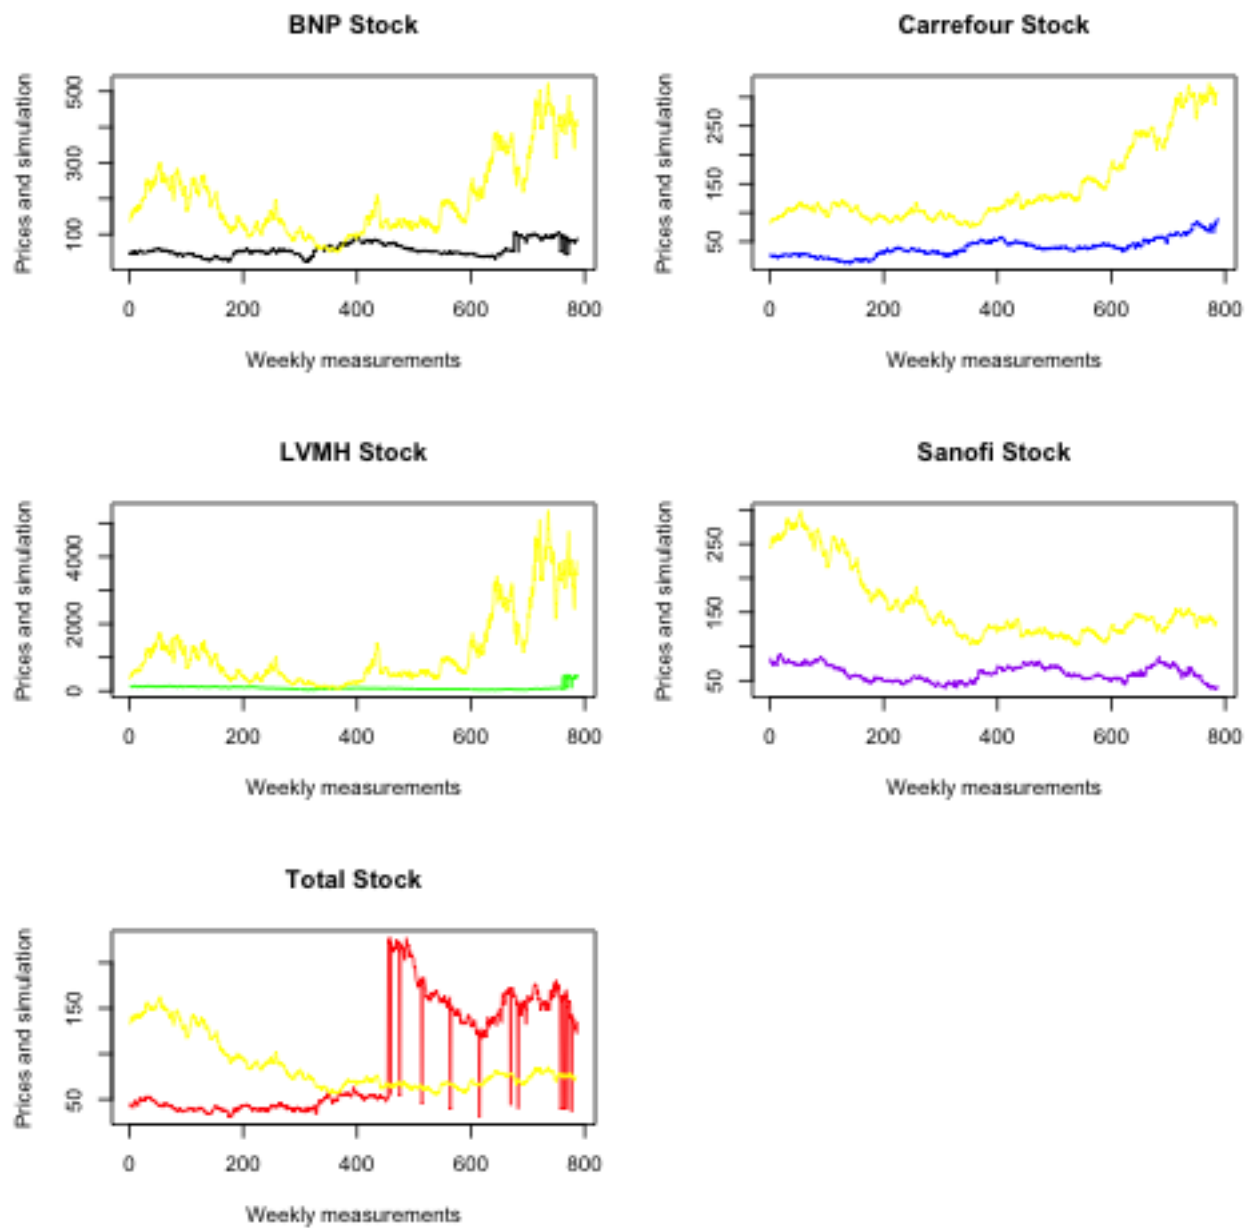 BNP Stock
Prices and simulation
100 300 500
0 200 400 600 800
Weekly measurements
Carrefour Stock
Prices and simulation
50 150 250
0 200 400 600 800
Weekly measurements
LVMH Stock
Prices and simulation
0 2000 4000
0 200 400 600 800
Weekly measurements
Sanofi Stock
Prices and simulation
50 150 250
0 200 400 600 800
Weekly measurements
Total Stock
Prices and simulation
50 150
0 200 400 600 800
Weekly measurements